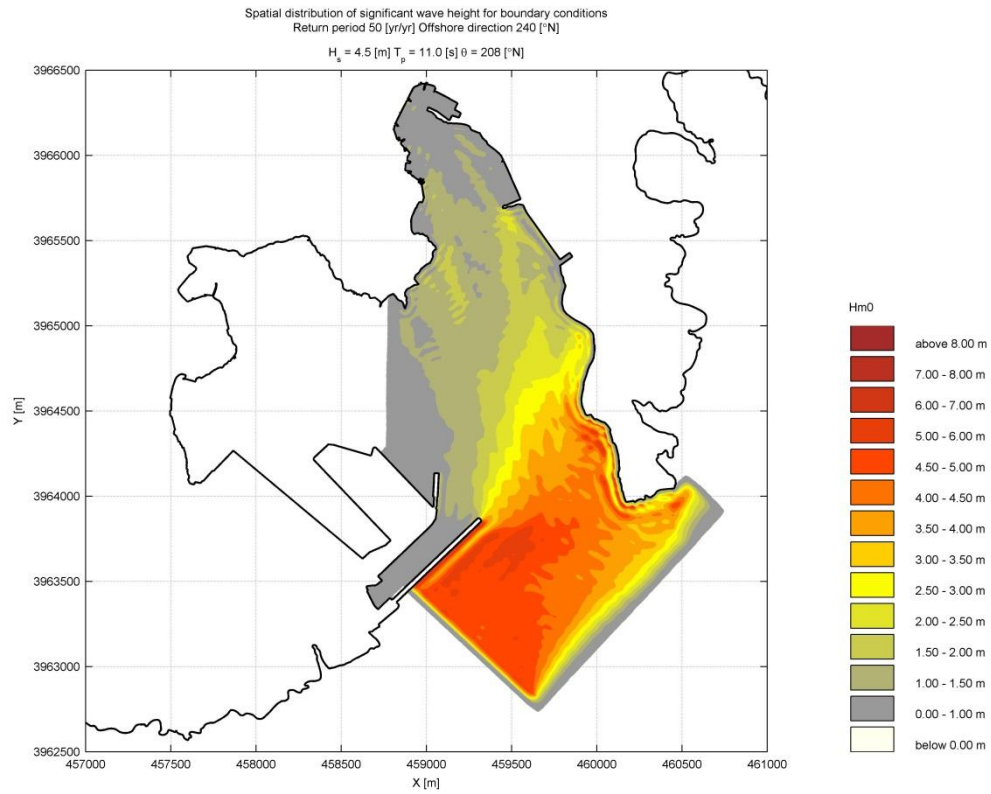 Spatial distribution of significant wave height for boundary conditions
Return period 50 [yr/yr] Offshore direction 240 [°N]
Hs = 4.5 [m] Tp = 11.0 [s] θ = 208 [°N]
3966500
3966000
3965500
3965000
3964500
3964000
3963500
3963000
3962500
Y [m]
457000 457500 458000 458500 459000 459500 460000 460500 461000
X [m]
Hm0
above 8.00 m
7.00 - 8.00 m
6.00 - 7.00 m
5.00 - 6.00 m
4.50 - 5.00 m
4.00 - 4.50 m
3.50 - 4.00 m
3.00 - 3.50 m
2.50 - 3.00 m
2.00 - 2.50 m
1.50 - 2.00 m
1.00 - 1.50 m
0.00 - 1.00 m
below 0.00 m